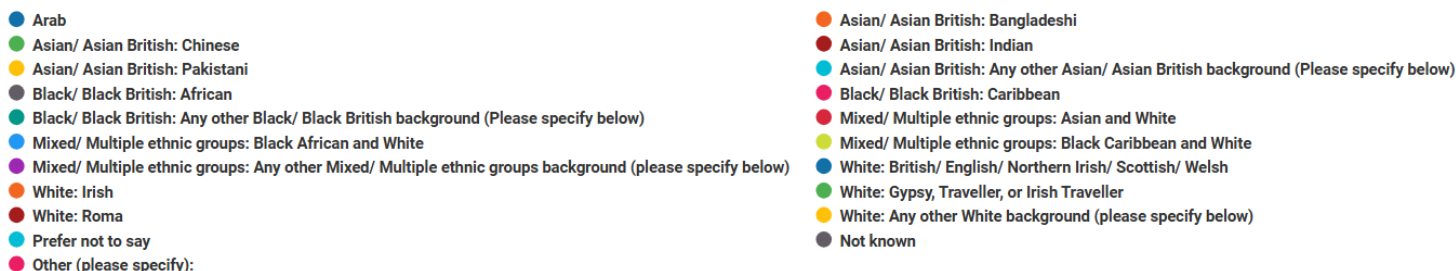 Arab
Asian/ Asian British: Bangladeshi
Asian/ Asian British: Chinese
Asian/ Asian British: Indian
Asian/ Asian British: Pakistani
Asian/ Asian British: Any other Asian/ Asian British background (Please specify below)
Black/ Black British: African
Black/ Black British: Caribbean
Black/ Black British: Any other Black/ Black British background (Please specify below)
Mixed/ Multiple ethnic groups: Asian and White
Mixed/ Multiple ethnic groups: Black African and White
Mixed/ Multiple ethnic groups: Black Caribbean and White
Mixed/ Multiple ethnic groups: Any other Mixed/ Multiple ethnic groups background (please specify below)
White: British/ English/ Northern Irish/ Scottish/ Welsh
White: Irish
White: Gypsy, Traveller, or Irish Traveller
White: Roma
White: Any other White background (please specify below)
Prefer not to say
Not known
Other (please specify):